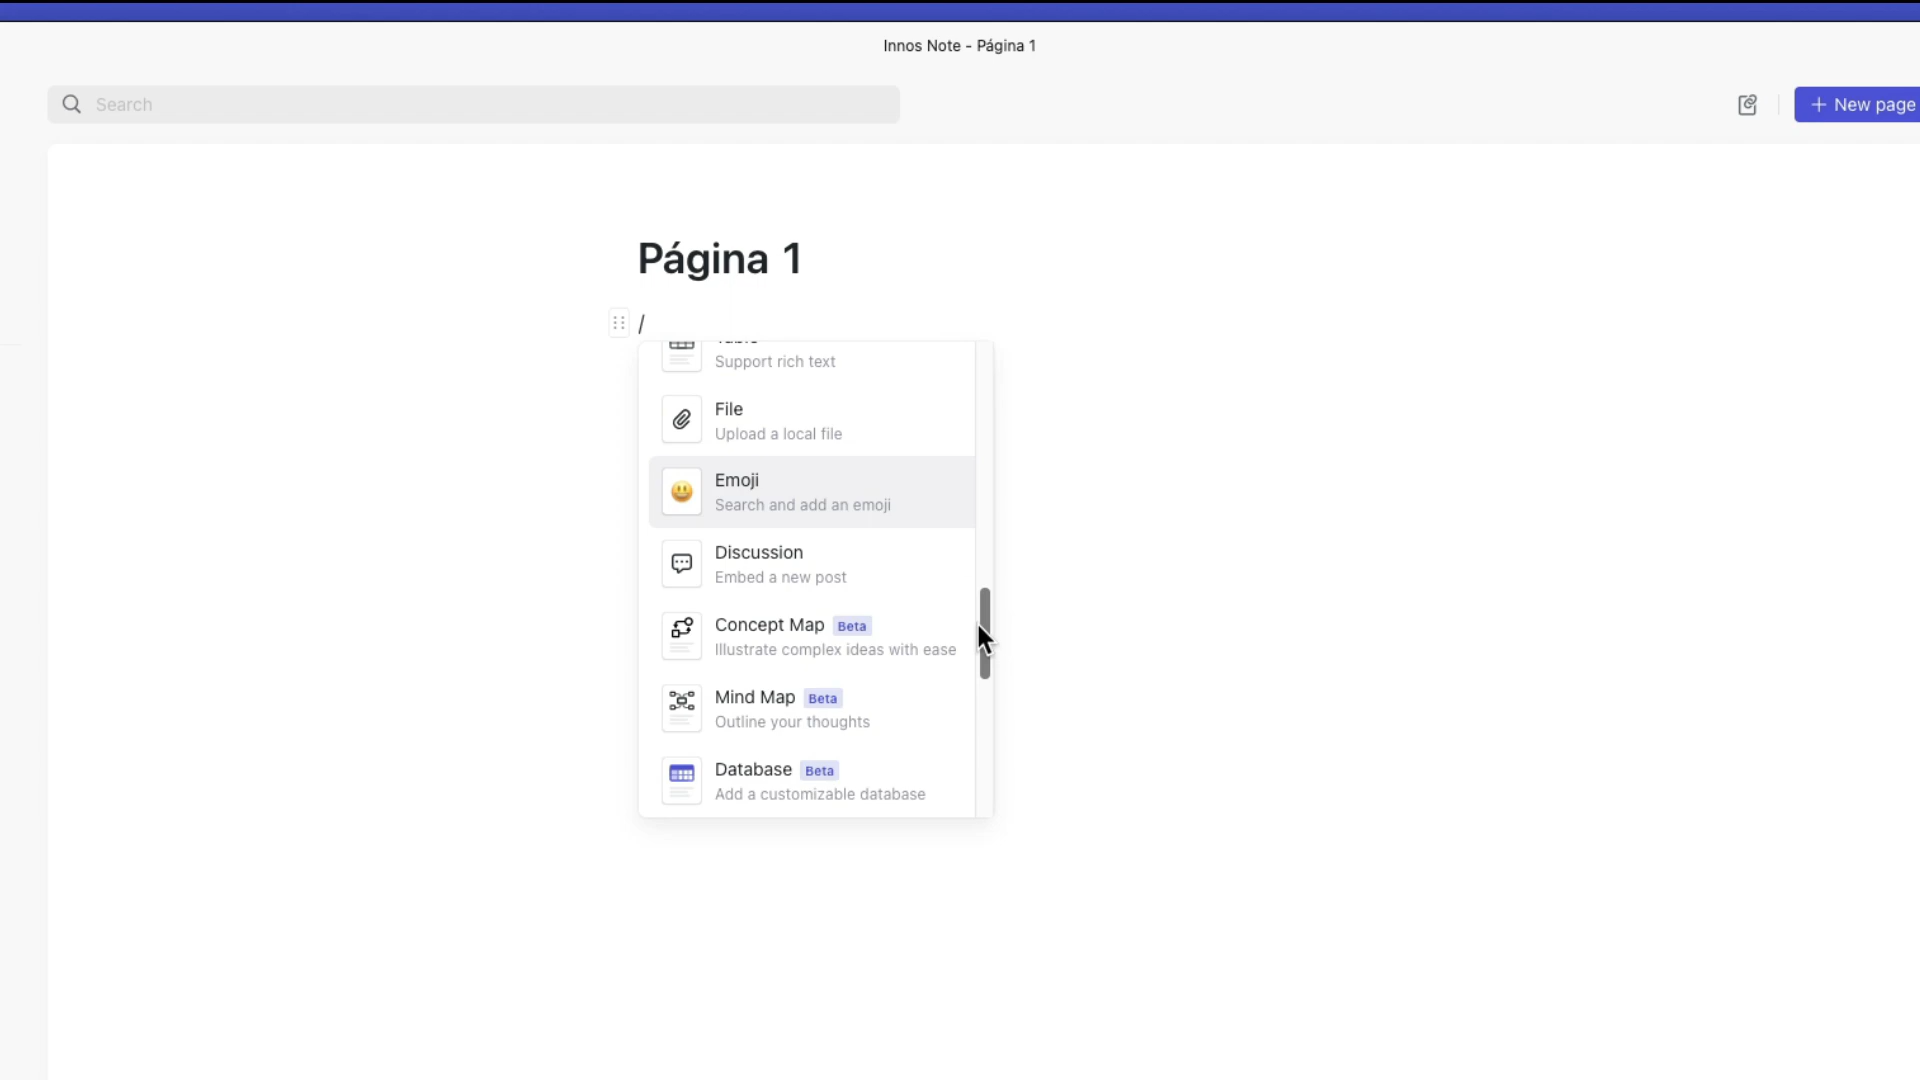 Innos Note - Página 1
Search
+ New page
Página 1
/
Support rich text
File
Upload a local file
Emoji
Search and add an emoji
Discussion
Embed a new post
Concept Map Beta
Illustrate complex ideas with ease
Mind Map Beta
Outline your thoughts
Database Beta
Add a customizable database